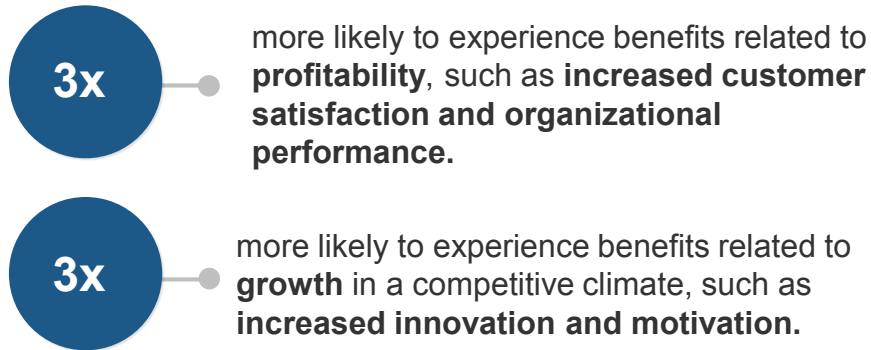 3x
more likely to experience benefits related to
profitability, such as increased customer
satisfaction and organizational
performance.
3x
more likely to experience benefits related to
growth in a competitive climate, such as
increased innovation and motivation.